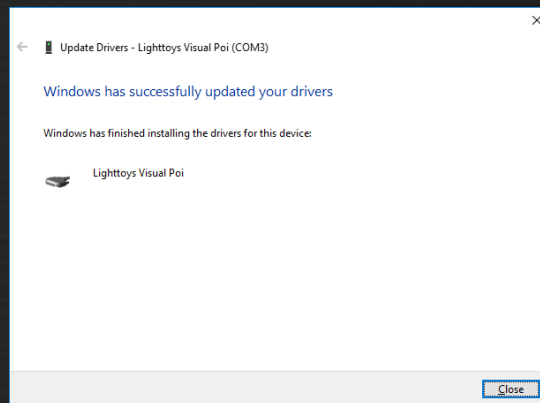 Update Drivers - Lighttoys Visual Poi (COM3)
Windows has successfully updated your drivers
Windows has finished installing the drivers for this device:
Lighttoys Visual Poi
Close